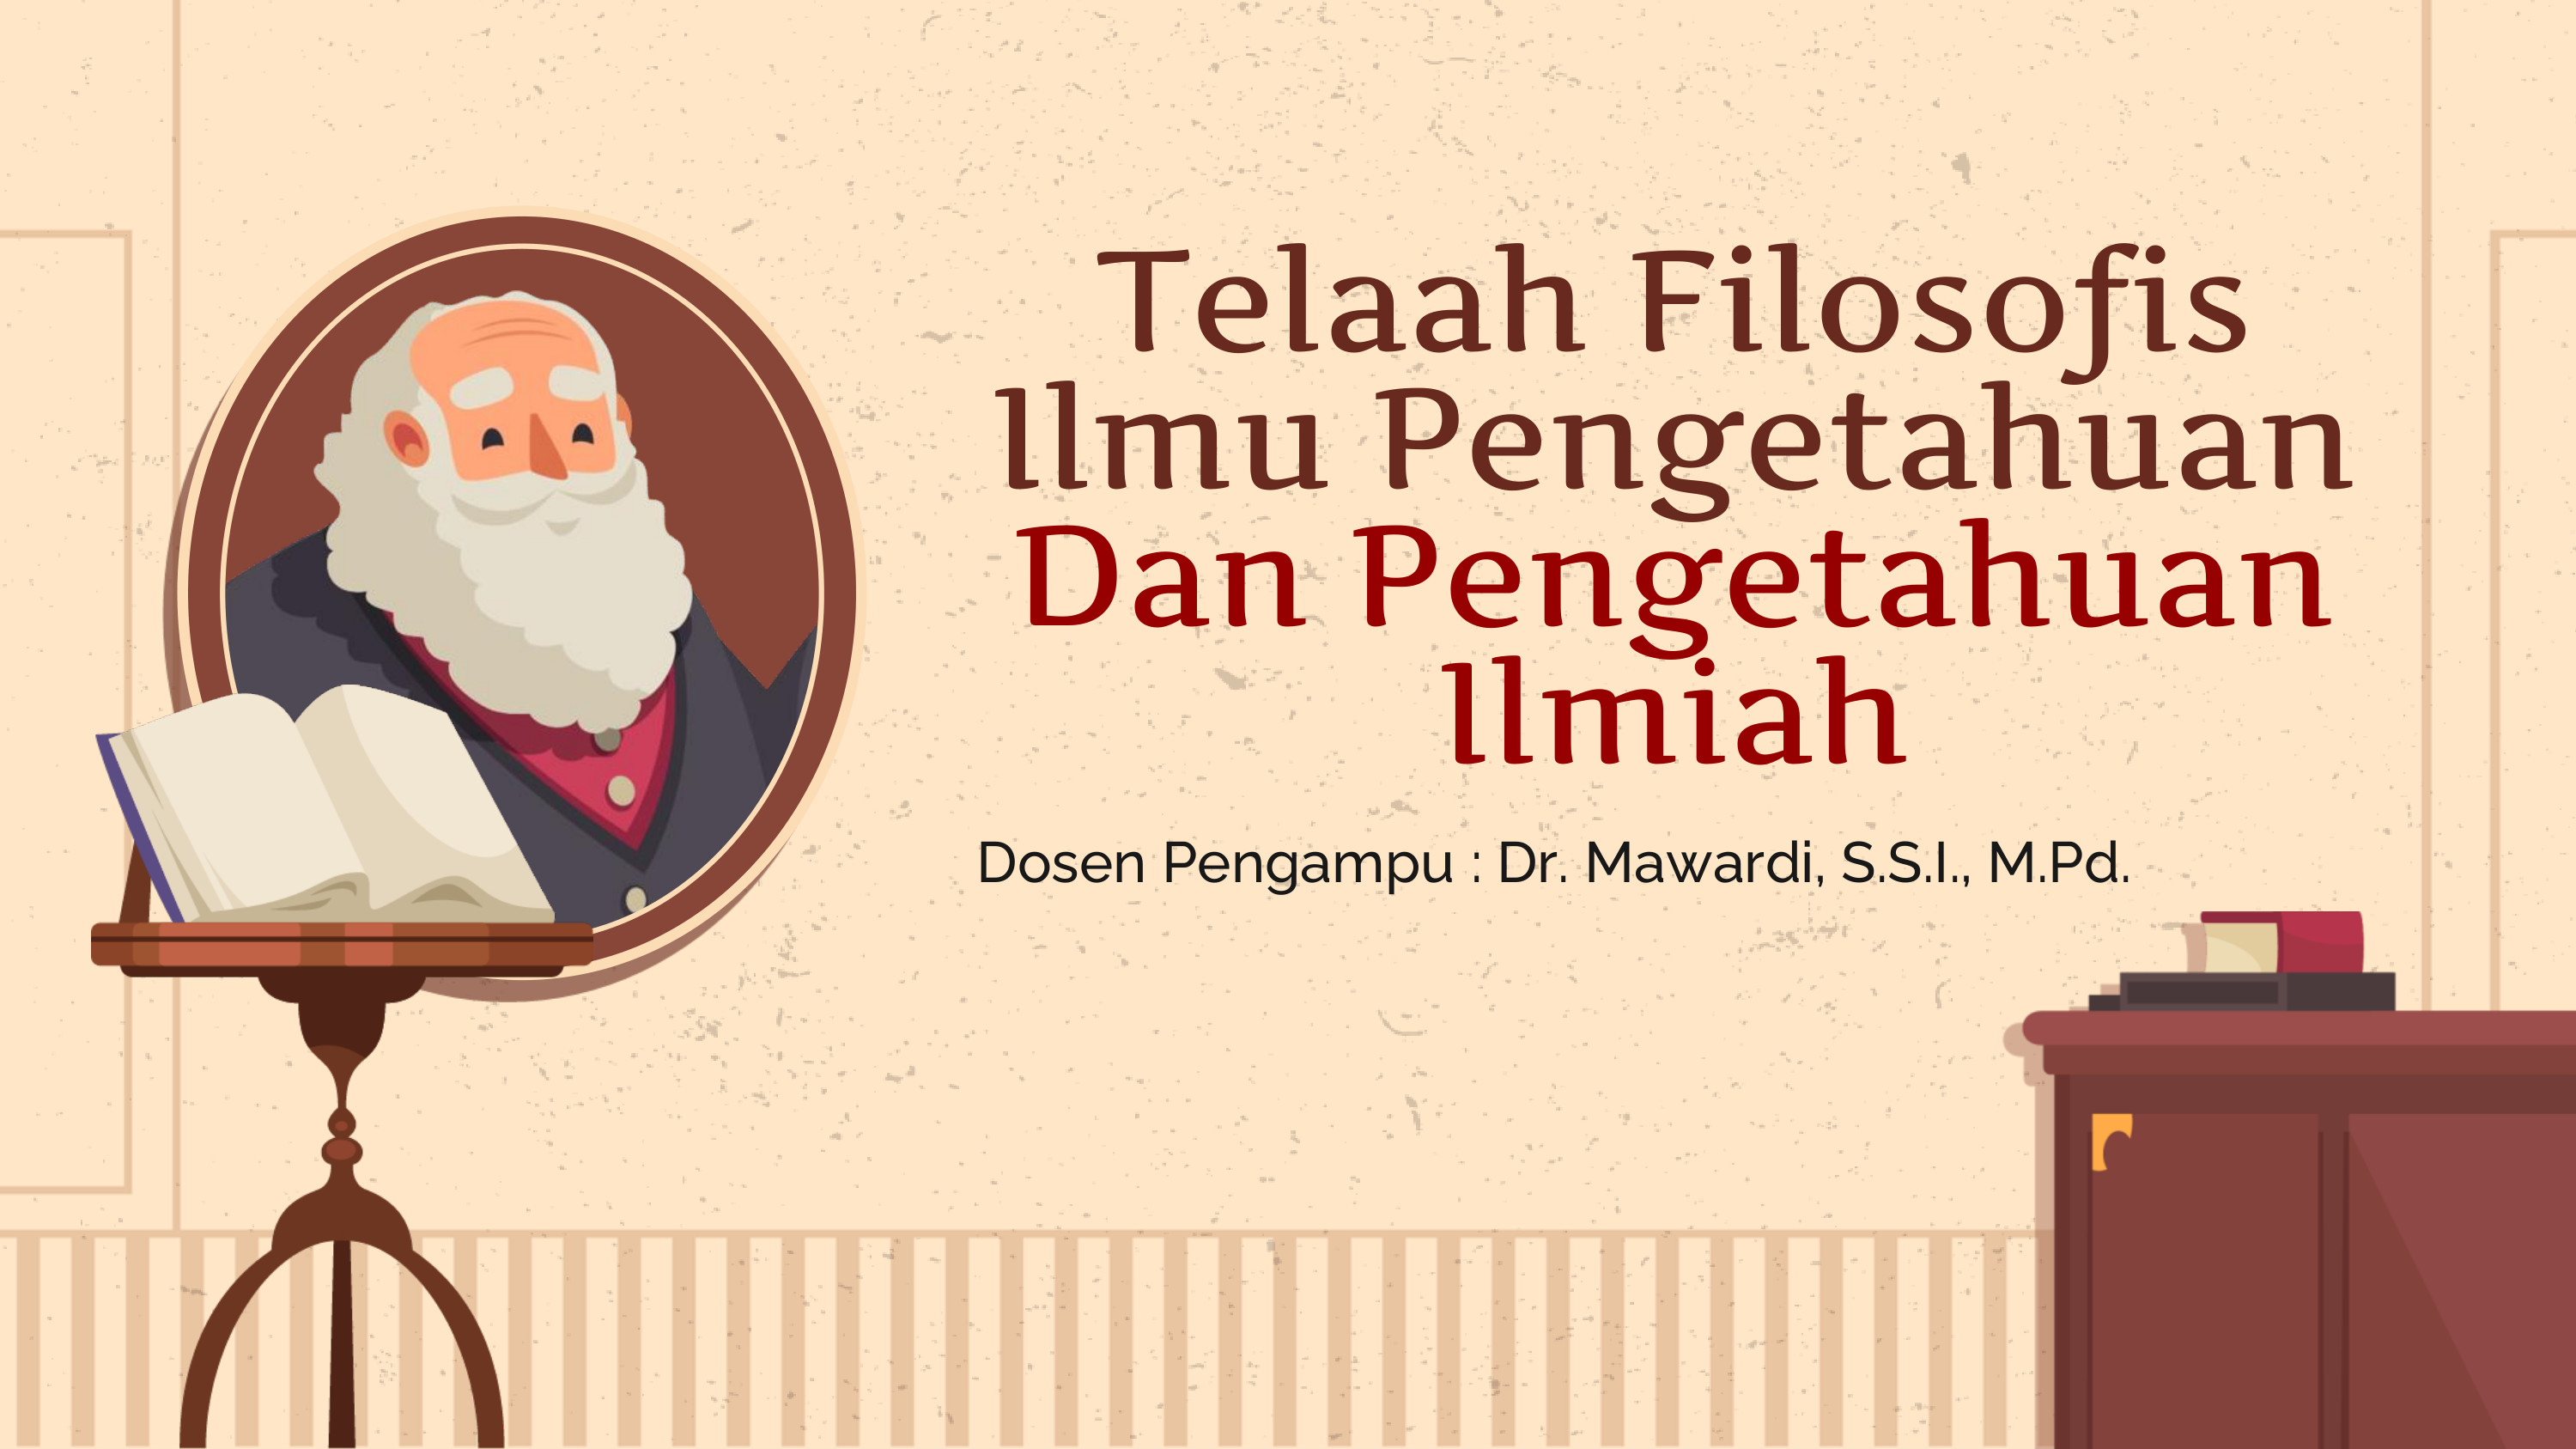 Telaah Filosofis
Ilmu Pengetahuan
Dan Pengetahuan
Ilmiah
Dosen Pengampu : Dr. Mawardi, S.S.I., M.Pd.